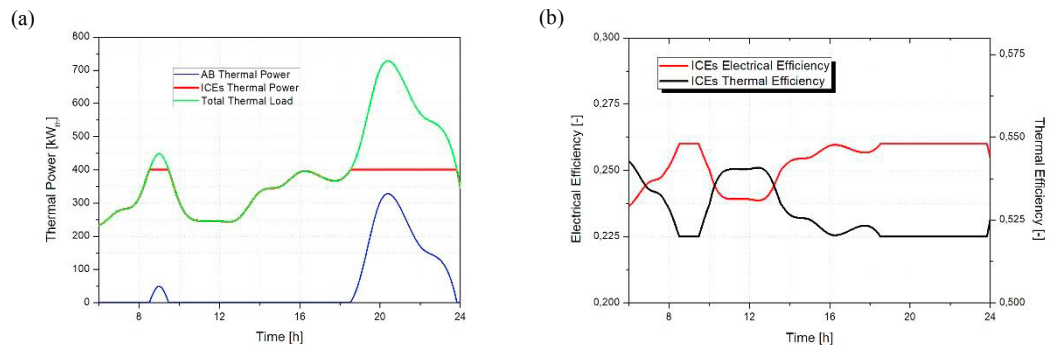 (a)
800
700
600
500
400
300
200
100
0
Thermal Power [kWth]
AB Thermal Power
ICEs Thermal Power
Total Thermal Load
8
12
16
20
24
Time [h]
(b)
0,300
0,275
0,250
0,225
0,200
Electrical Efficiency [-]
ICEs Electrical Efficiency
ICEs Thermal Efficiency
0,575
0,550
0,525
0,500
Thermal Efficiency [-]
8
12
16
20
24
Time [h]